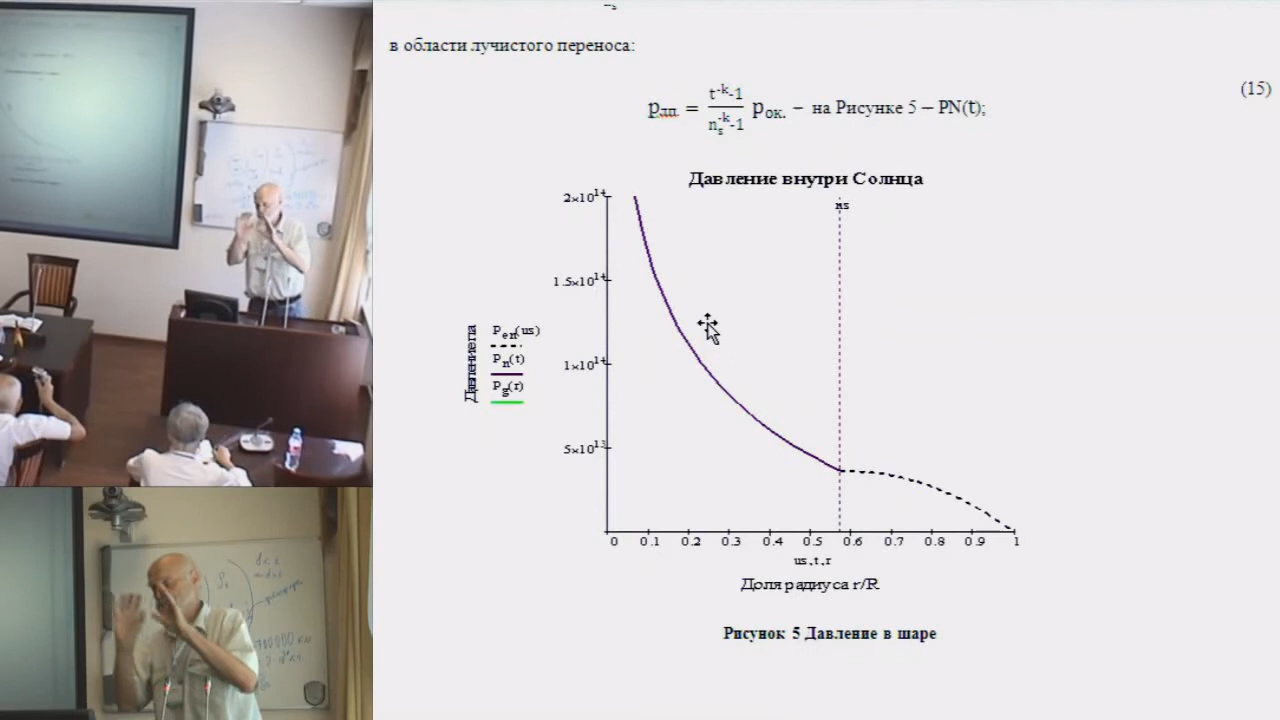 в области лучистого переноса:
(15)
pлп. = t^-k-1 / n_s^-k-1 pок. – на Рисунке 5 – PN(t);
Давление внутри Солнца
ns
2×10^14
1.5×10^14
1×10^14
5×10^13
Давление па
Pen(us)
Pn(t)
Pg(r)
0 0.1 0.2 0.3 0.4 0.5 0.6 0.7 0.8 0.9 1
us,t,r
Доля радиуса r/R
Рисунок 5 Давление в шаре